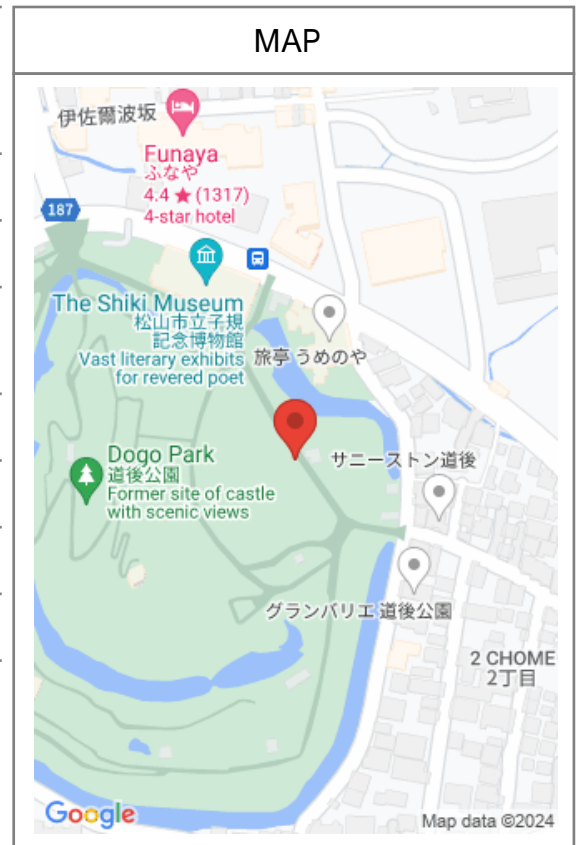 MAP
伊佐爾波坂
Funaya
ふなや
4.4 ★ (1317)
4-star hotel
187
The Shiki Museum
松山市立子規
記念博物館
Vast literary exhibits
for revered poet
旅亭 うめのや
Dogo Park
道後公園
Former site of castle
with scenic views
サニーストン道後
グランバリエ 道後公園
2 CHOME
2丁目
Google
Map data ©2024